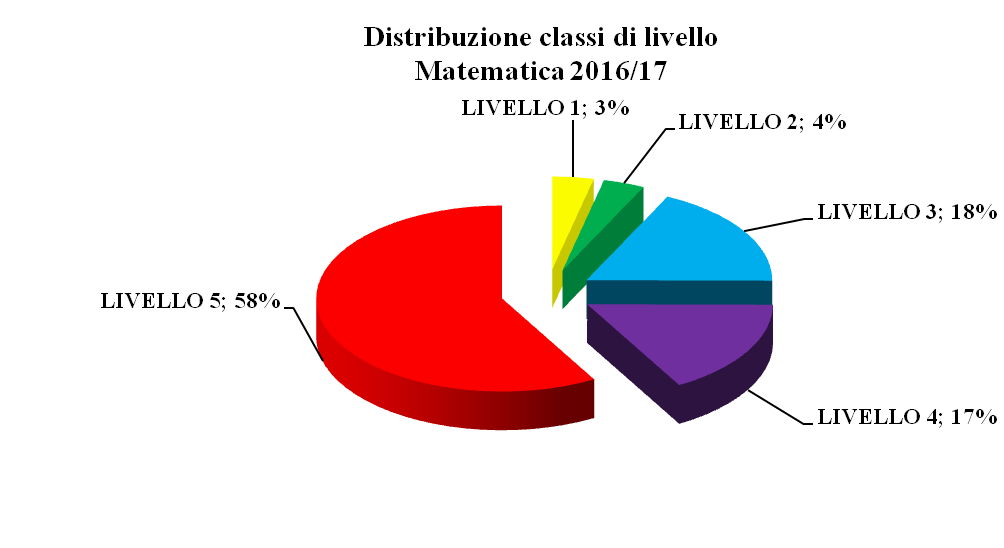 Distribuzione classi di livello
Matematica 2016/17
LIVELLO 1; 3%
LIVELLO 2; 4%
LIVELLO 3; 18%
LIVELLO 5; 58%
LIVELLO 4; 17%